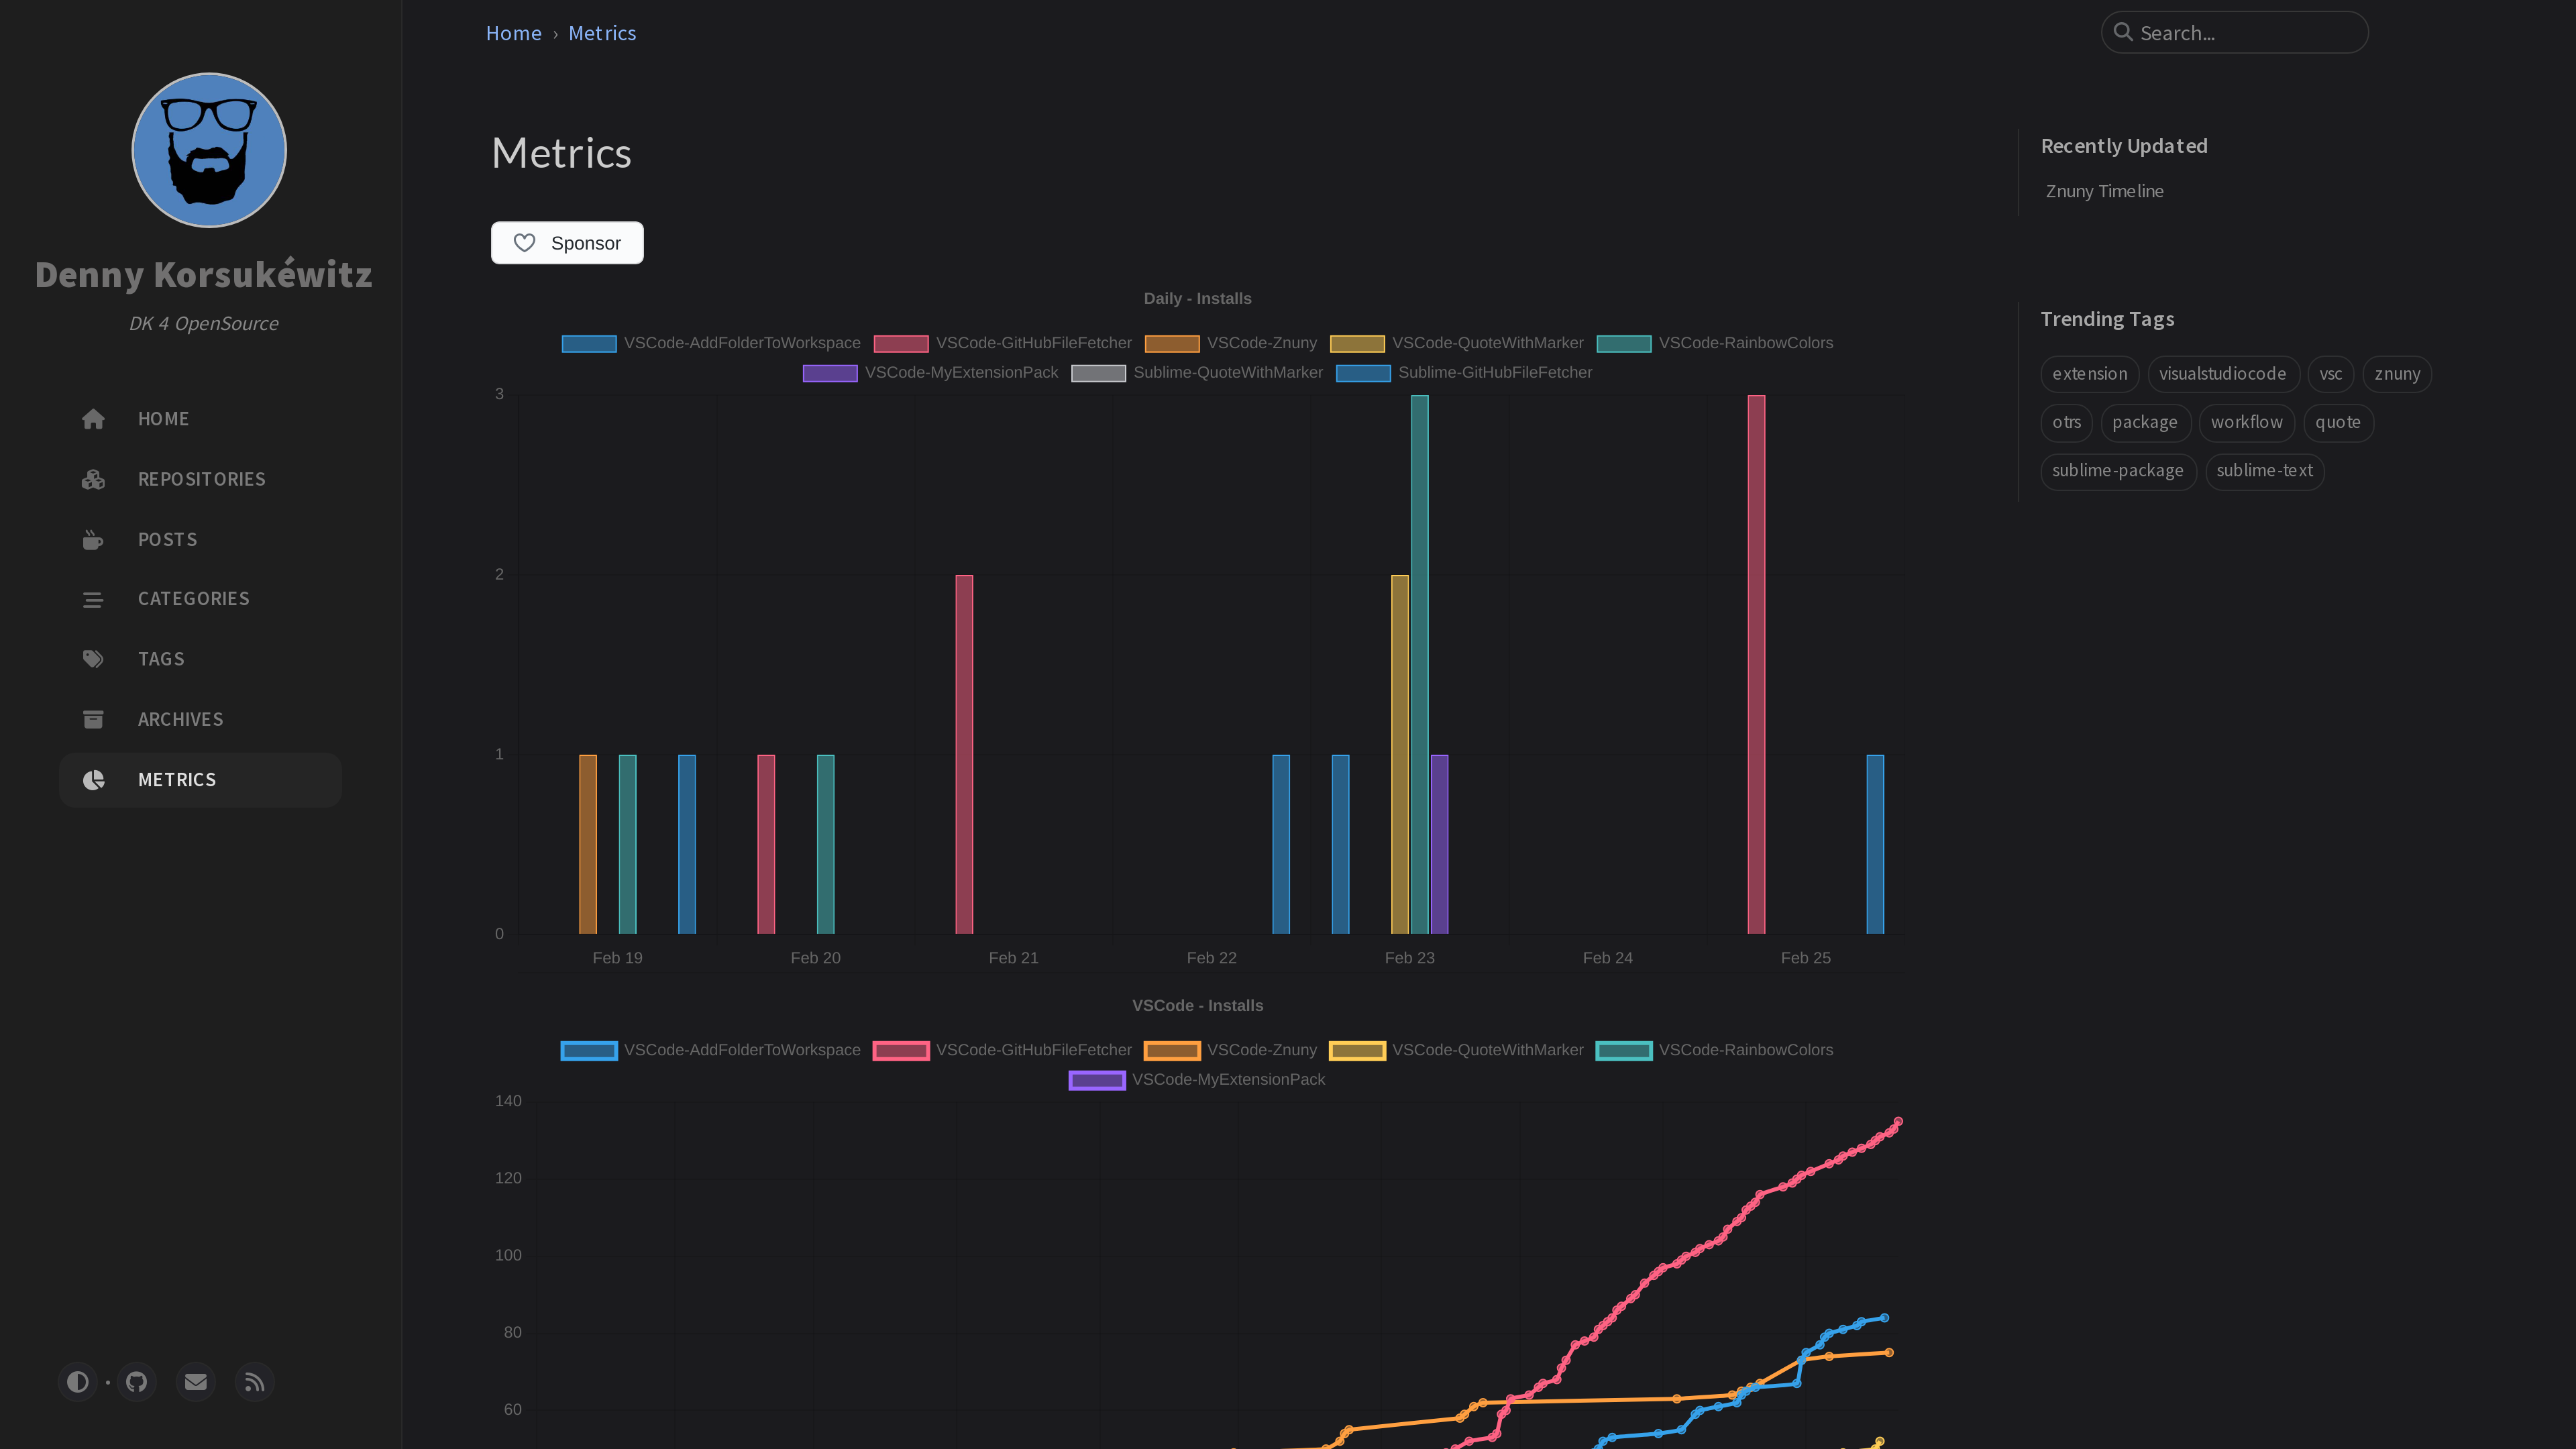 Denny Korsukéwitz
DK 4 OpenSource
HOME
REPOSITORIES
POSTS
CATEGORIES
TAGS
ARCHIVES
METRICS
Home › Metrics
Search...
Metrics
Sponsor
Daily - Installs
VSCode-AddFolderToWorkspace VSCode-GitHubFileFetcher VSCode-Znuny VSCode-QuoteWithMarker VSCode-RainbowColors
VSCode-MyExtensionPack Sublime-QuoteWithMarker Sublime-GitHubFileFetcher
3
2
1
0
Feb 19 Feb 20 Feb 21 Feb 22 Feb 23 Feb 24 Feb 25
VSCode - Installs
VSCode-AddFolderToWorkspace VSCode-GitHubFileFetcher VSCode-Znuny VSCode-QuoteWithMarker VSCode-RainbowColors
VSCode-MyExtensionPack
140
120
100
80
60
Recently Updated
Znuny Timeline
Trending Tags
extension visualstudiocode vsc znuny
otrs package workflow quote
sublime-package sublime-text